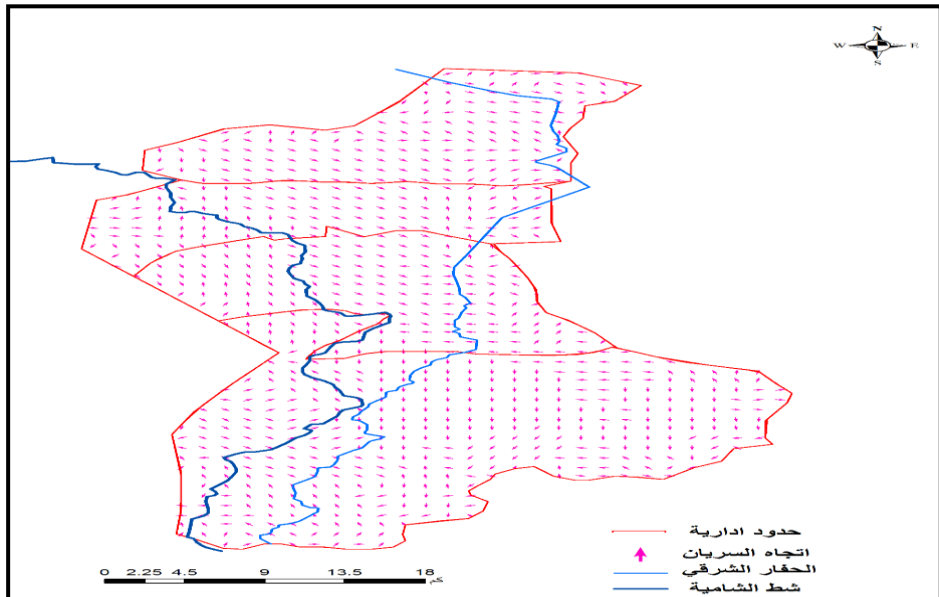 N
W E
S
حدود ادارية
اتجاه السريان
الحفار الشرقي
شط الشامية
0 2.25 4.5 9 13.5 18
كم